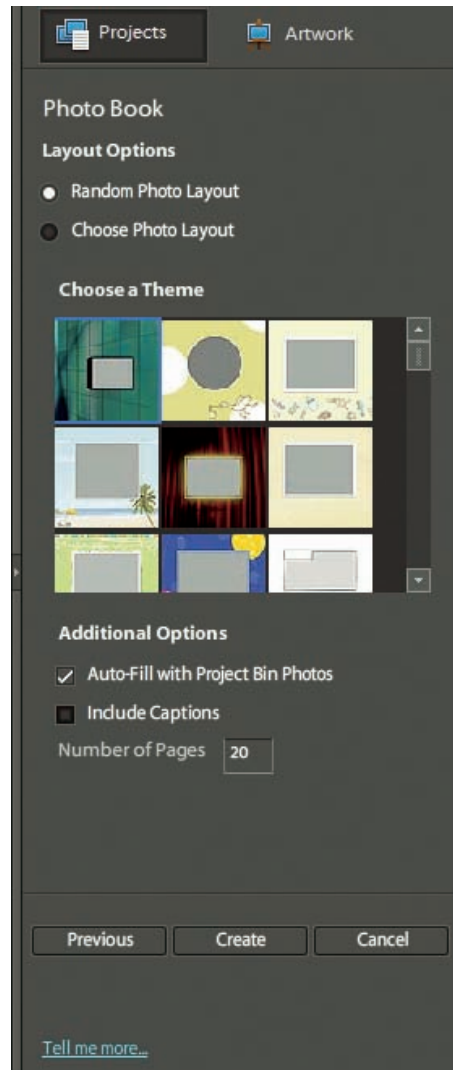 Projects Artwork
Photo Book
Layout Options
Random Photo Layout
Choose Photo Layout
Choose a Theme
Additional Options
Auto-Fill with Project Bin Photos
Include Captions
Number of Pages 20
Previous Create Cancel
Tell me more...